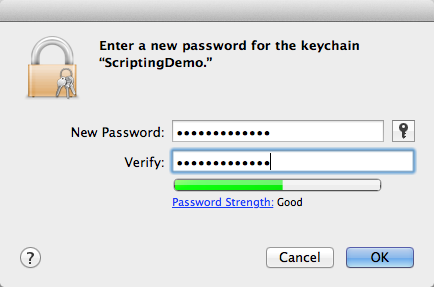 Enter a new password for the keychain
“ScriptingDemo.”
New Password: •••••••••••••
Verify: •••••••••••••
Password Strength: Good
? Cancel OK